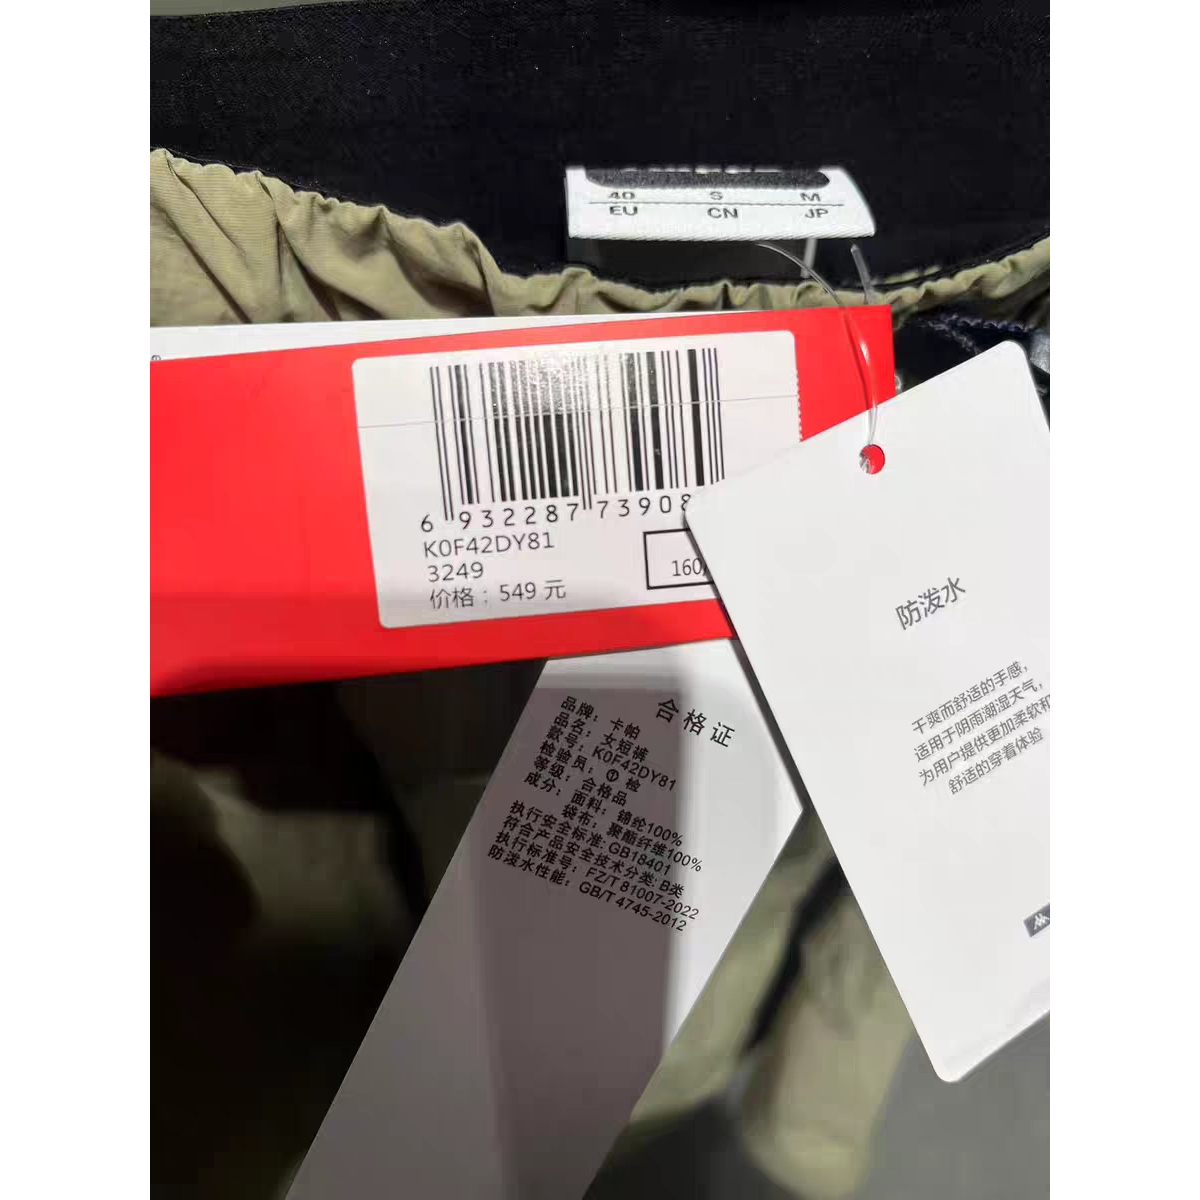 40 S M
EU CN JP
6 932287 73908
K0F42DY81
3249
160
价格：549 元
防泼水
干爽而舒适的手感，
适用于阴雨潮湿天气，
为用户提供更加柔软和
舒适的穿着体验
合格证
品牌：卡帕
品名：女短裤
款号：K0F42DY81
检验员：①检
等级：合格品
成分：面料：锦纶100%
袋布：聚酯纤维100%
执行安全标准：GB18401
符合产品安全技术分类：B类
执行标准号：FZ/T 81007-2022
防泼水性能：GB/T 4745-2012